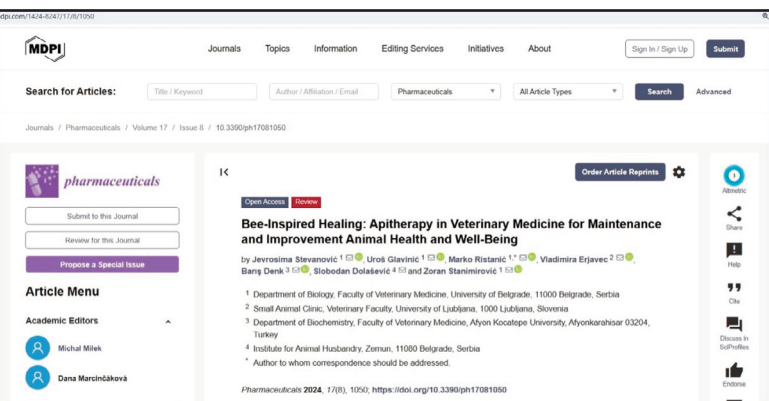 dpi.com/1424-8247/17/8/1050
MDPI
Journals Topics Information Editing Services Initiatives About Sign In / Sign Up Submit
Search for Articles: Title / Keyword Author / Affiliation / Email Pharmaceuticals All Article Types Search Advanced
Journals / Pharmaceuticals / Volume 17 / Issue 8 / 10.3390/ph17081050
pharmaceuticals
Submit to this Journal
Review for this Journal
Propose a Special Issue
Article Menu
Academic Editors
Michal Milek
Dana Marcinčáková
Order Article Reprints
Open Access Review
Bee-Inspired Healing: Apitherapy in Veterinary Medicine for Maintenance
and Improvement Animal Health and Well-Being
by Jevrosima Stevanović 1, Uroš Glavinić 1, Marko Ristanić 1,*, Vladimira Erjavec 2,
Barış Denk 3, Slobodan Dolašević 4 and Zoran Stanimirović 1
1 Department of Biology, Faculty of Veterinary Medicine, University of Belgrade, 11000 Belgrade, Serbia
2 Small Animal Clinic, Veterinary Faculty, University of Ljubljana, 1000 Ljubljana, Slovenia
3 Department of Biochemistry, Faculty of Veterinary Medicine, Afyon Kocatepe University, Afyonkarahisar 03204,
Turkey
4 Institute for Animal Husbandry, Zemun, 11080 Belgrade, Serbia
* Author to whom correspondence should be addressed.
Pharmaceuticals 2024, 17(8), 1050; https://doi.org/10.3390/ph17081050
Altmetric
Share
Help
Cite
Discuss in
SciProfiles
Endorse